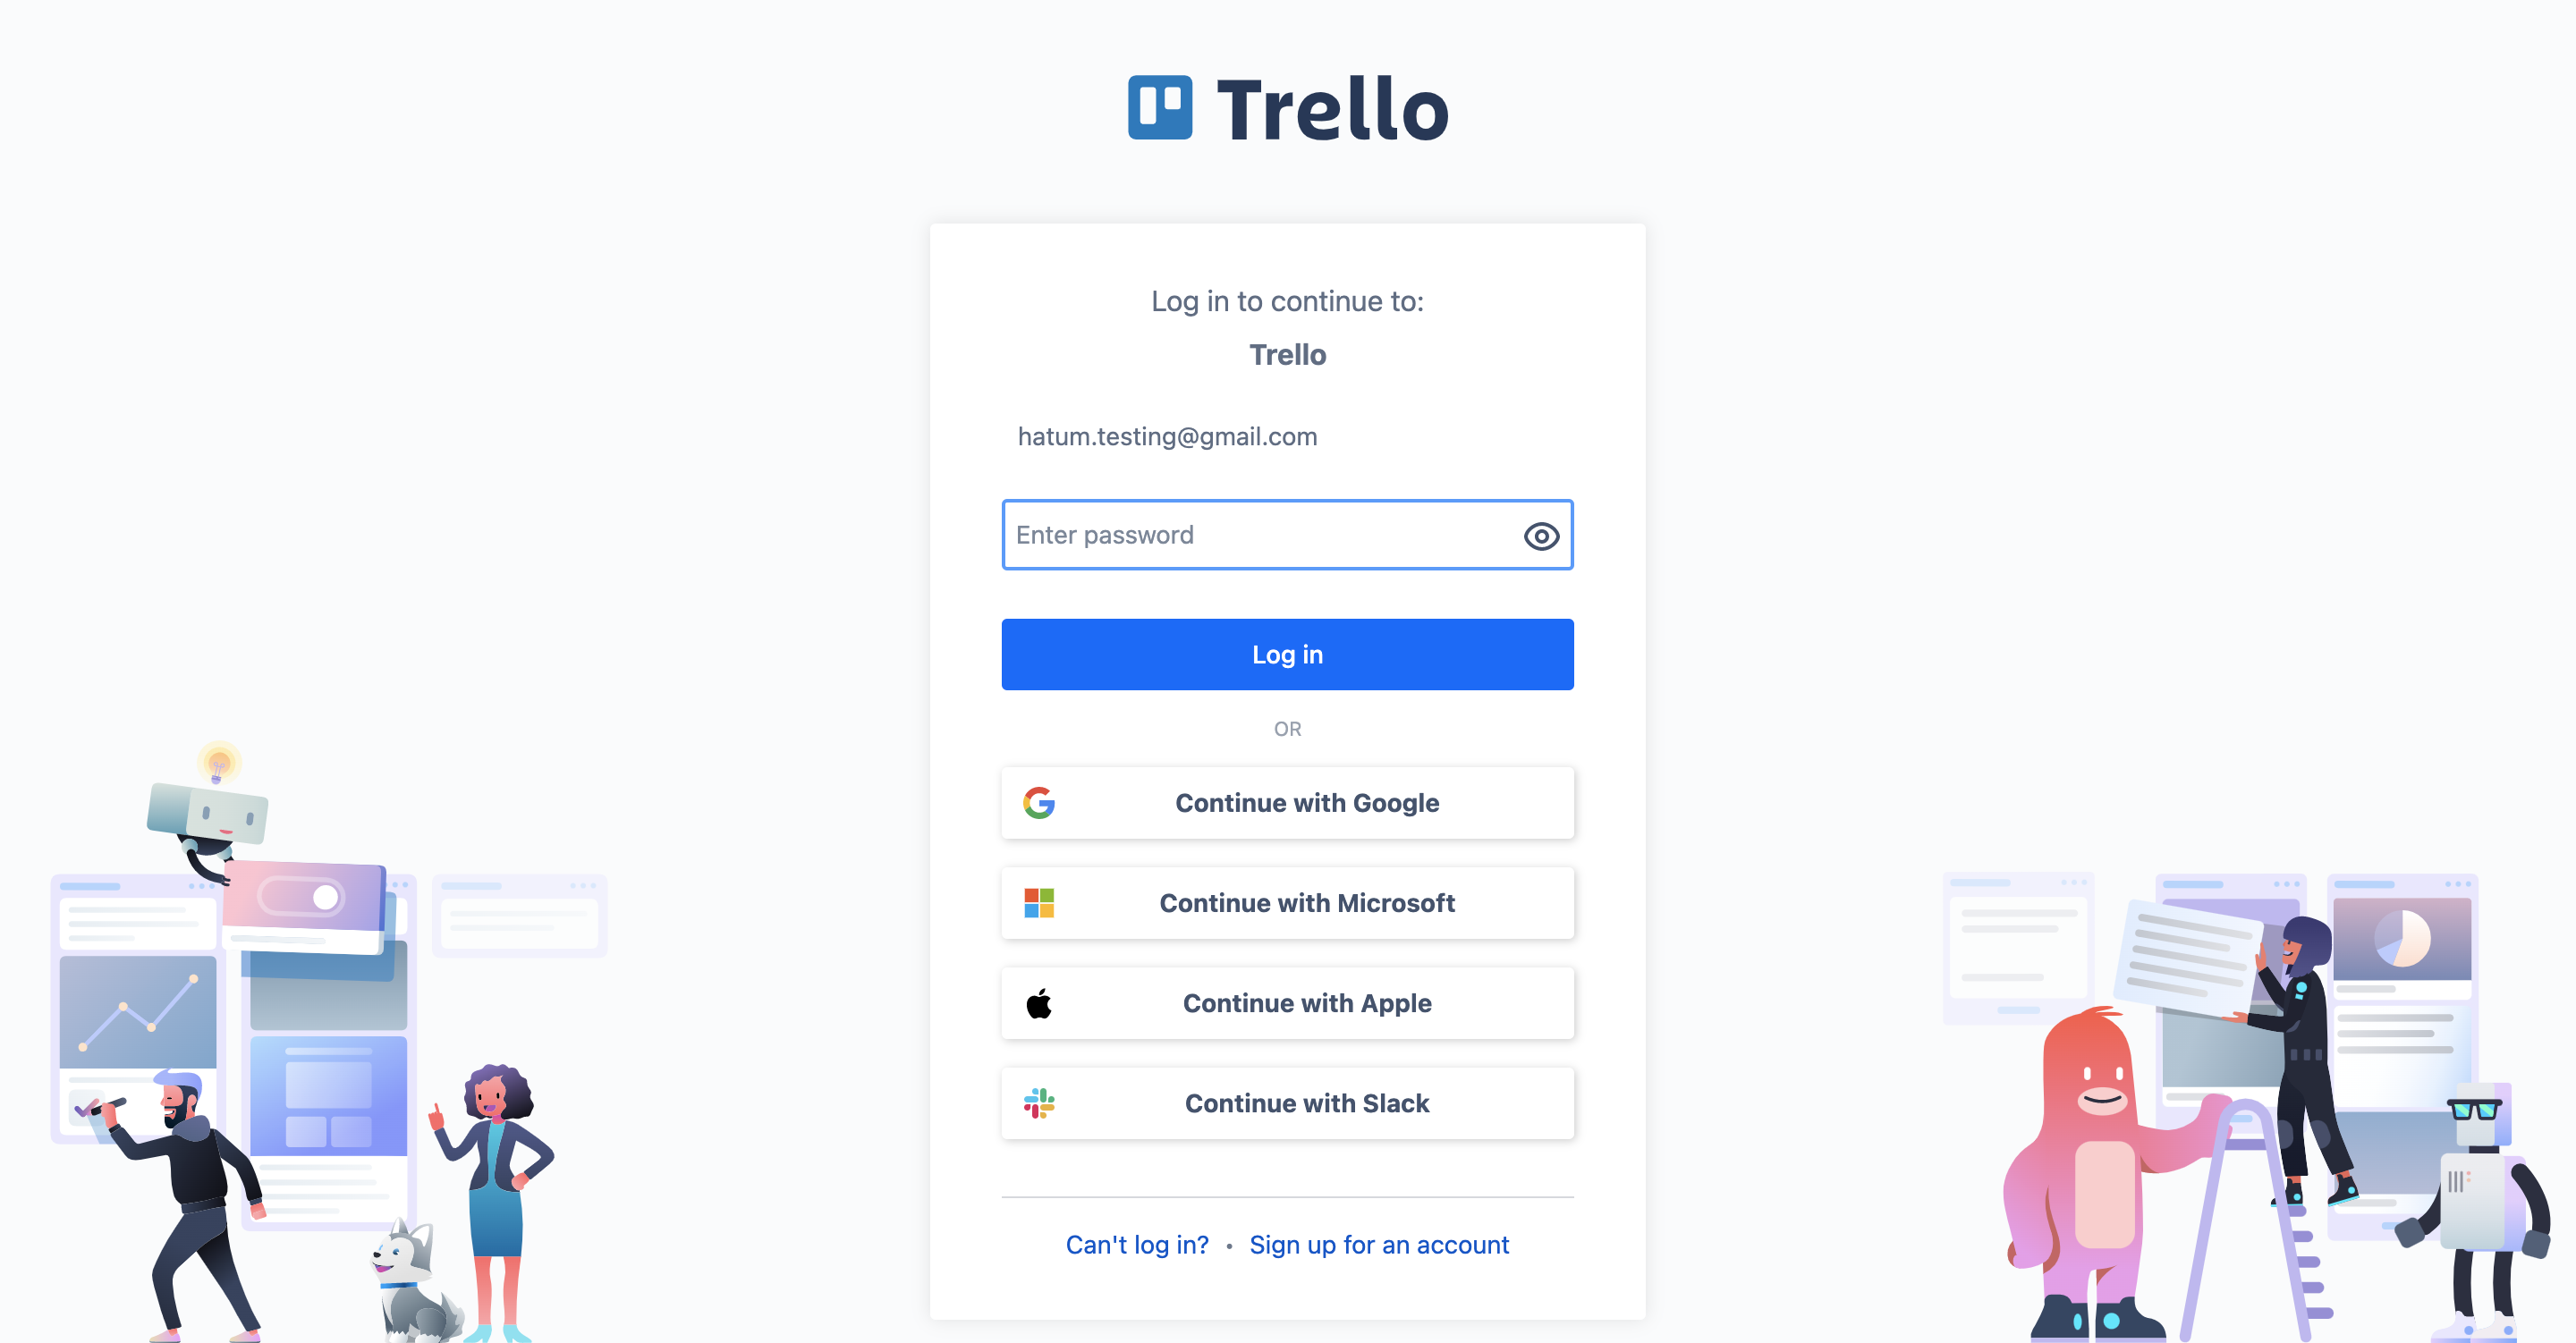 Trello
Log in to continue to:
Trello
hatum.testing@gmail.com
Enter password
Log in
OR
Continue with Google
Continue with Microsoft
Continue with Apple
Continue with Slack
Can't log in? • Sign up for an account